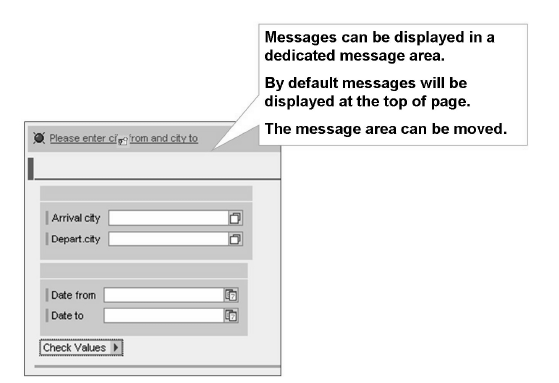 Messages can be displayed in a
dedicated message area.
By default messages will be
displayed at the top of page.
The message area can be moved.
Please enter from and city to
Arrival city
Depart.city
Date from
Date to
Check Values